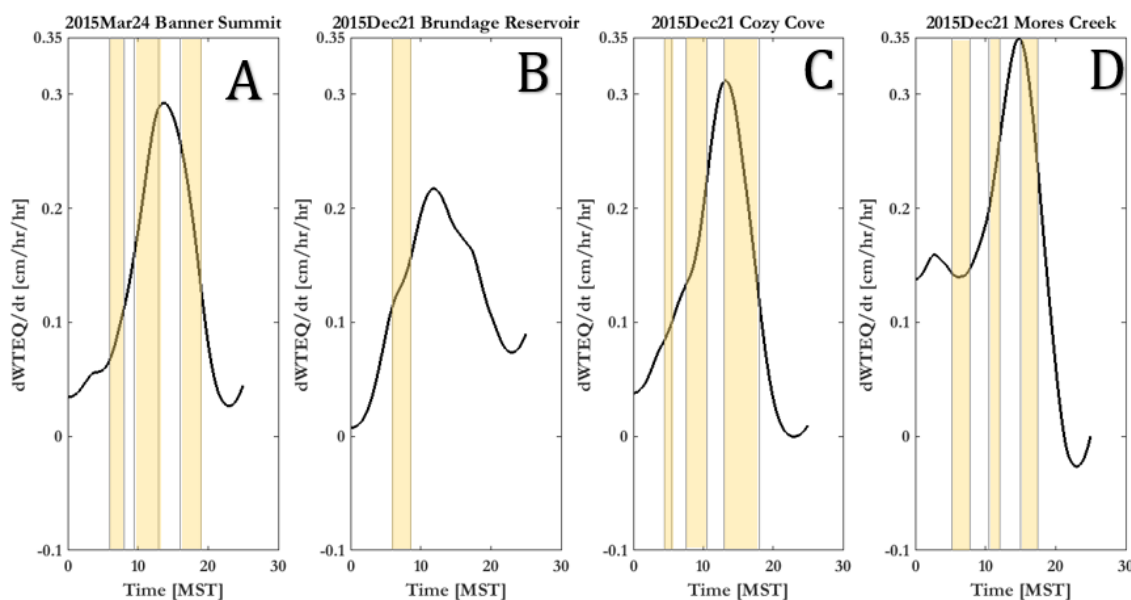 2015Mar24 Banner Summit
A
0.35
0.3
0.2
0.1
0
-0.1
dWTEQ/dt [cm/hr/hr]
0 10 20 30
Time [MST]
2015Dec21 Brundage Reservoir
B
0.35
0.3
0.2
0.1
0
-0.1
dWTEQ/dt [cm/hr/hr]
0 10 20 30
Time [MST]
2015Dec21 Cozy Cove
C
0.35
0.3
0.2
0.1
0
-0.1
dWTEQ/dt [cm/hr/hr]
0 10 20 30
Time [MST]
2015Dec21 Mores Creek
D
0.35
0.3
0.2
0.1
0
-0.1
dWTEQ/dt [cm/hr/hr]
0 10 20 30
Time [MST]